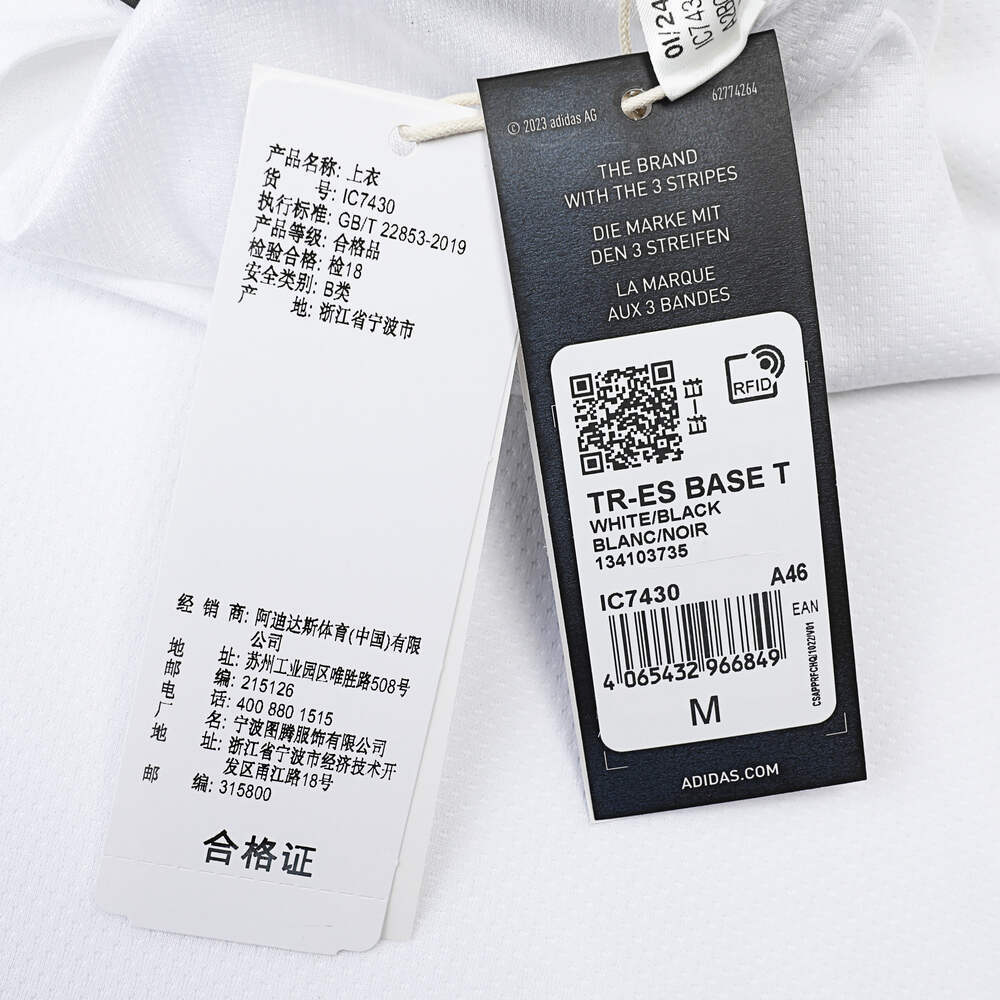 产品名称: 上衣
货 号: IC7430
执行标准: GB/T 22853-2019
产品等级: 合格品
检验合格: 检18
安全类别: B类
产 地: 浙江省宁波市
经 销 商: 阿迪达斯体育(中国)有限
公司
地 址: 苏州工业园区唯胜路508号
邮 编: 215126
电 话: 400 880 1515
厂 名: 宁波图腾服饰有限公司
地 址: 浙江省宁波市经济技术开
发区甬江路18号
邮 编: 315800
合格证
01/24
IC743
© 2023 adidas AG
62774264
THE BRAND
WITH THE 3 STRIPES
DIE MARKE MIT
DEN 3 STREIFEN
LA MARQUE
AUX 3 BANDES
RFID
TR-ES BASE T
WHITE/BLACK
BLANC/NOIR
134103735
IC7430
A46
EAN
4 065432 966849
CSAPPRFCHQ/1022/V01
M
ADIDAS.COM